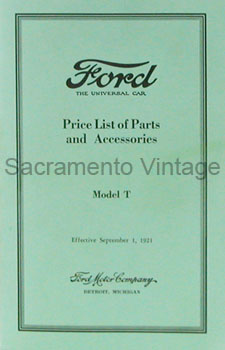 Ford
THE UNIVERSAL CAR
Price List of Parts
and Accessories
Sacramento Vintage
Model T
Effective September 1, 1921
Ford Motor Company
DETROIT, MICHIGAN